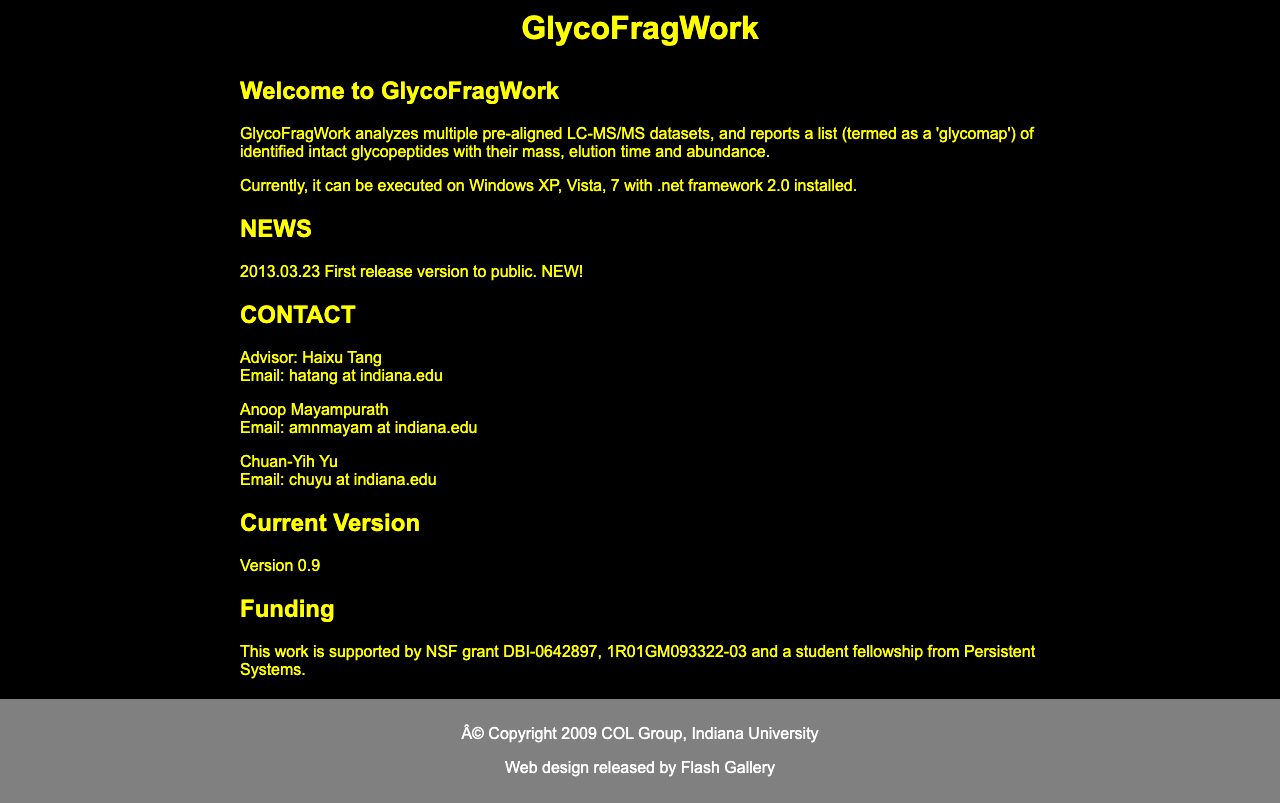 GlycoFragWork
Welcome to GlycoFragWork
GlycoFragWork analyzes multiple pre-aligned LC-MS/MS datasets, and reports a list (termed as a 'glycomap') of
identified intact glycopeptides with their mass, elution time and abundance.
Currently, it can be executed on Windows XP, Vista, 7 with .net framework 2.0 installed.
NEWS
2013.03.23 First release version to public. NEW!
CONTACT
Advisor: Haixu Tang
Email: hatang at indiana.edu
Anoop Mayampurath
Email: amnmayam at indiana.edu
Chuan-Yih Yu
Email: chuyu at indiana.edu
Current Version
Version 0.9
Funding
This work is supported by NSF grant DBI-0642897, 1R01GM093322-03 and a student fellowship from Persistent
Systems.
Â© Copyright 2009 COL Group, Indiana University
Web design released by Flash Gallery